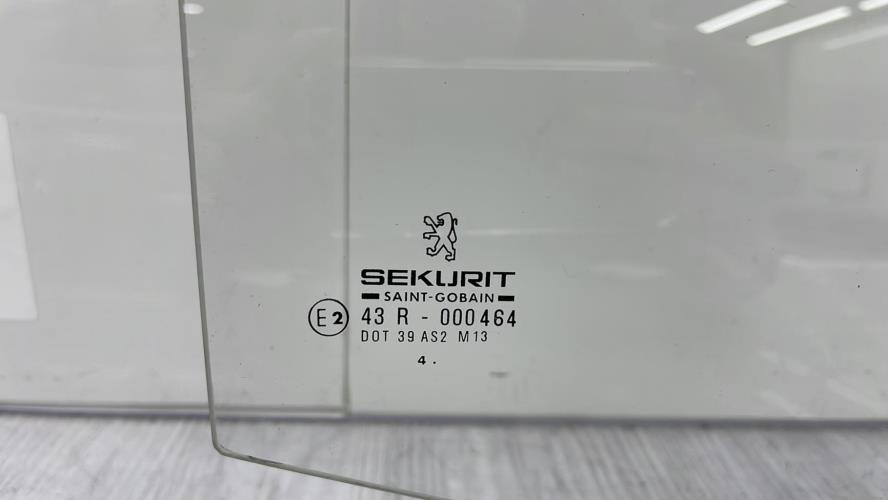 SEKURIT
SAINT-GOBAIN
E2 43 R - 000464
DOT 39 AS2 M13
4 .